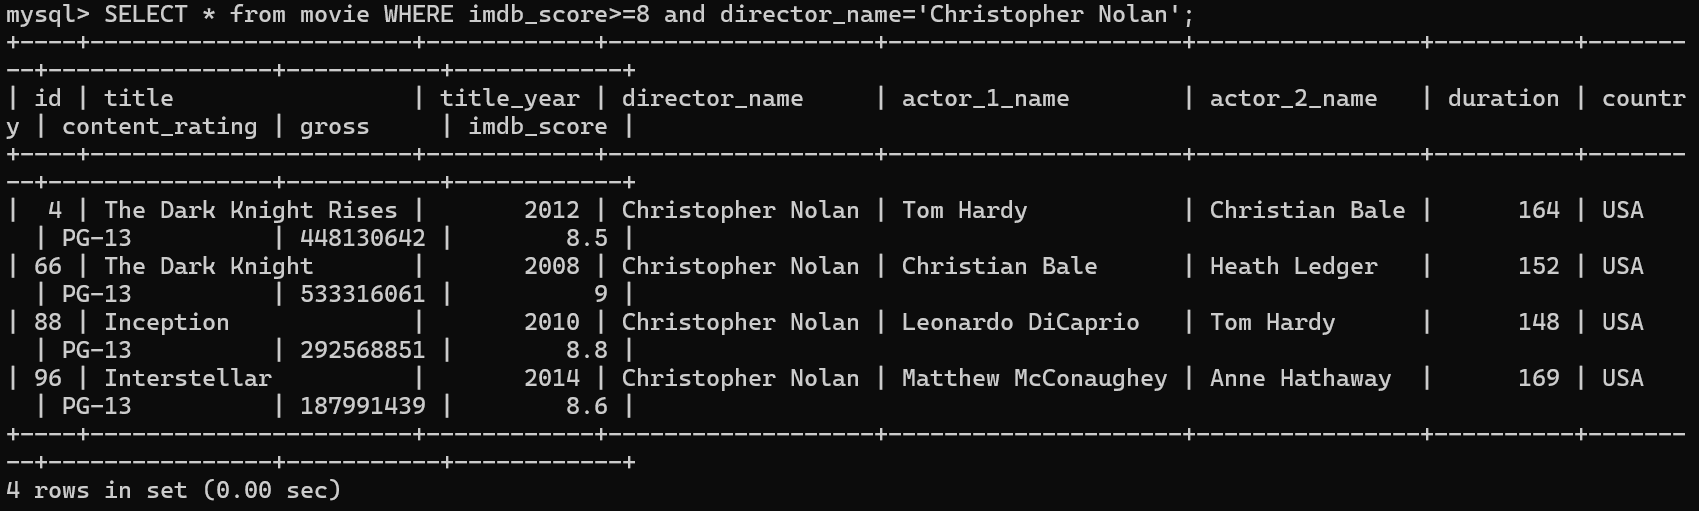 mysql> SELECT * from movie WHERE imdb_score>=8 and director_name='Christopher Nolan';
+----+-----------------------+------------+-------------------+---------------------+----------------+----------+-------
--+----------------+-----------+------------+
| id | title                 | title_year | director_name     | actor_1_name        | actor_2_name   | duration | countr
y | content_rating | gross     | imdb_score |
+----+-----------------------+------------+-------------------+---------------------+----------------+----------+-------
--+----------------+-----------+------------+
|  4 | The Dark Knight Rises |       2012 | Christopher Nolan | Tom Hardy           | Christian Bale |      164 | USA
  | PG-13          | 448130642 |        8.5 |
| 66 | The Dark Knight       |       2008 | Christopher Nolan | Christian Bale      | Heath Ledger   |      152 | USA
  | PG-13          | 533316061 |          9 |
| 88 | Inception             |       2010 | Christopher Nolan | Leonardo DiCaprio   | Tom Hardy      |      148 | USA
  | PG-13          | 292568851 |        8.8 |
| 96 | Interstellar          |       2014 | Christopher Nolan | Matthew McConaughey | Anne Hathaway  |      169 | USA
  | PG-13          | 187991439 |        8.6 |
+----+-----------------------+------------+-------------------+---------------------+----------------+----------+-------
--+----------------+-----------+------------+
4 rows in set (0.00 sec)